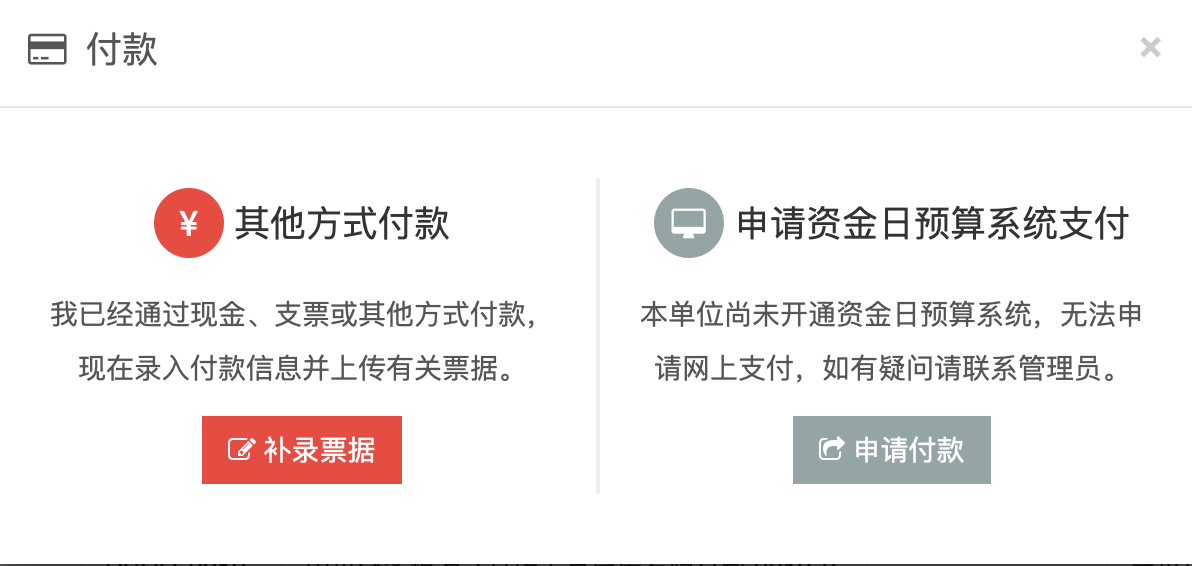 付款
¥ 其他方式付款
我已经通过现金、支票或其他方式付款，
现在录入付款信息并上传有关票据。
补录票据
申请资金日预算系统支付
本单位尚未开通资金日预算系统，无法申
请网上支付，如有疑问请联系管理员。
申请付款